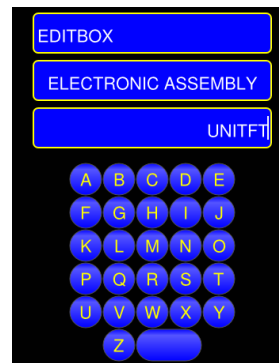 EDITBOX
ELECTRONIC ASSEMBLY
UNITFT
A B C D E
F G H I J
K L M N O
P Q R S T
U V W X Y
Z